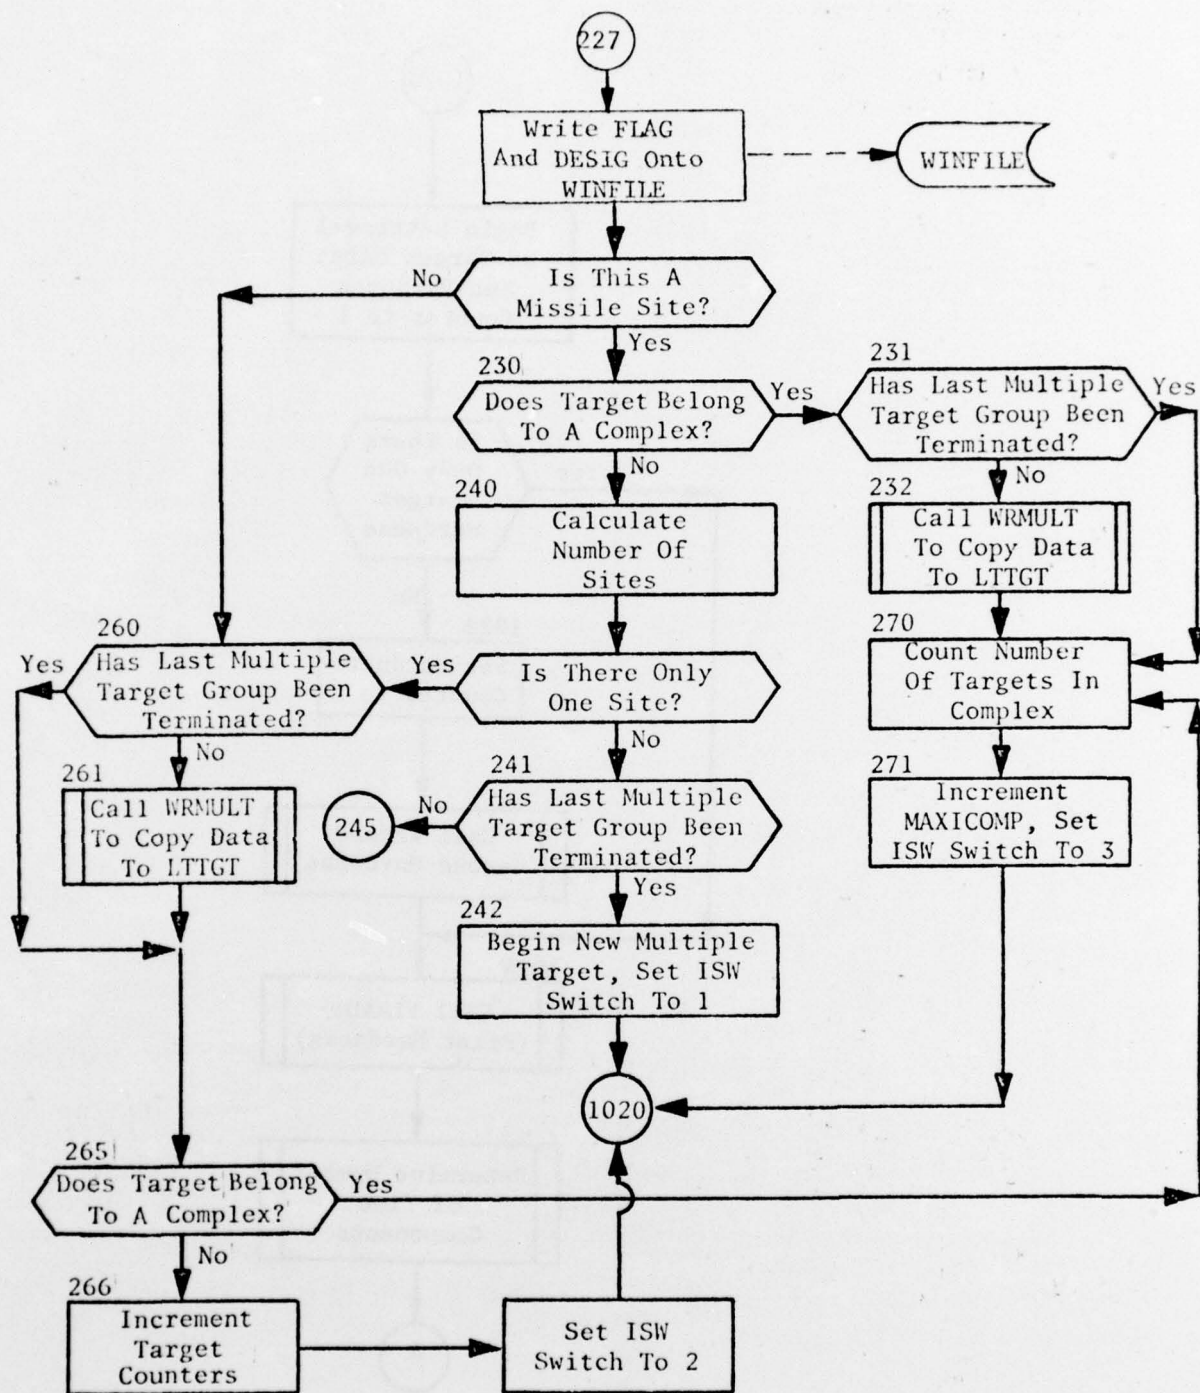 227
Write FLAG
And DESIG Onto
WINFILE
WINFILE
Is This A
Missile Site?
No
Yes
230
Does Target Belong
To A Complex?
Yes
No
231
Has Last Multiple
Target Group Been
Terminated?
Yes
No
240
Calculate
Number Of
Sites
232
Call WRMULT
To Copy Data
To LTTGT
260
Has Last Multiple
Target Group Been
Terminated?
Yes
No
Is There Only
One Site?
Yes
No
270
Count Number
Of Targets In
Complex
261
Call WRMULT
To Copy Data
To LTTGT
245
No
241
Has Last Multiple
Target Group Been
Terminated?
Yes
271
Increment
MAXICOMP, Set
ISW Switch To 3
242
Begin New Multiple
Target, Set ISW
Switch To 1
1020
265
Does Target Belong
To A Complex?
Yes
No
266
Increment
Target
Counters
Set ISW
Switch To 2